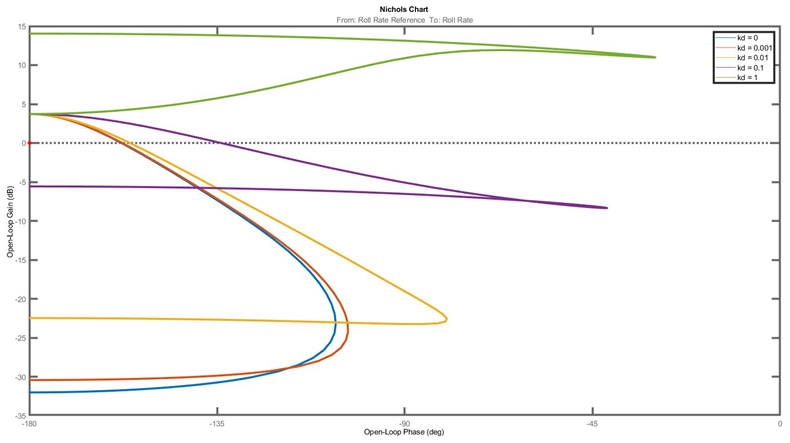 Nichols Chart
From: Roll Rate Reference To: Roll Rate
15
10
5
0
-5
-10
-15
-20
-25
-30
-35
Open-Loop Gain (dB)
kd = 0
kd = 0.001
kd = 0.01
kd = 0.1
kd = 1
-180
-135
-90
-45
0
Open-Loop Phase (deg)